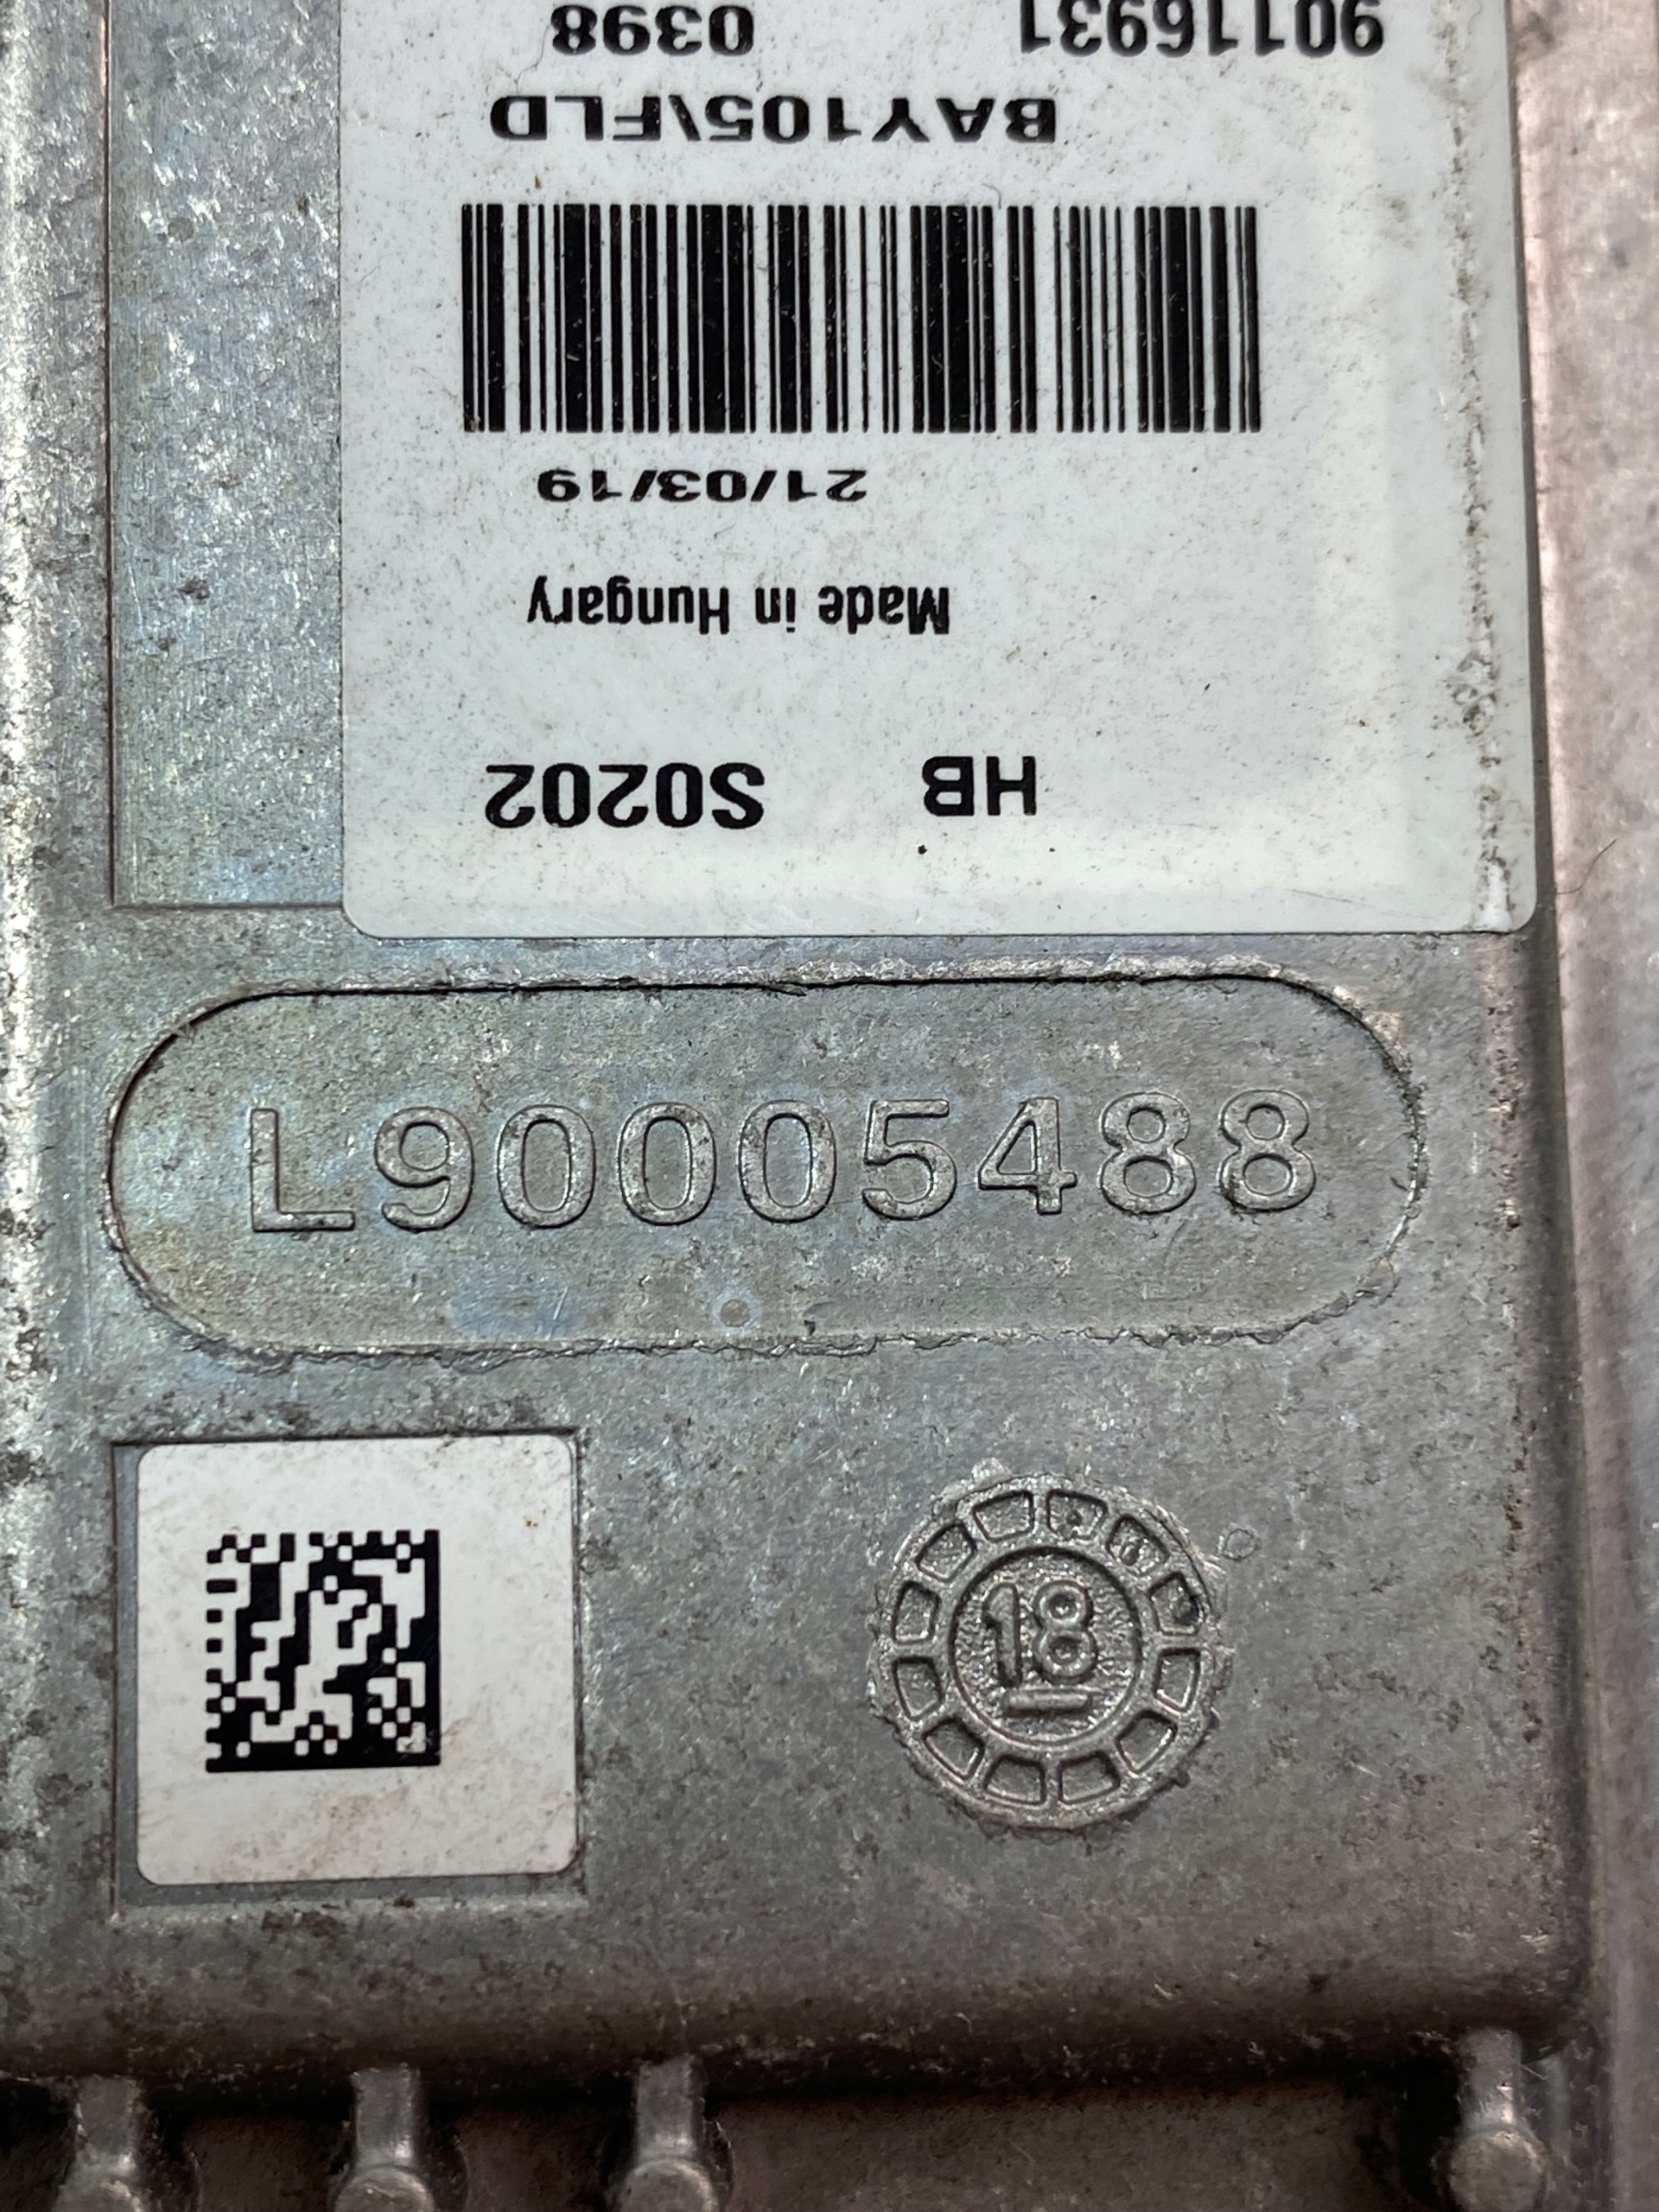 HB S0202
Made in Hungary
21/03/19
BAY105\FLD
90116931 0398
L90005488
18